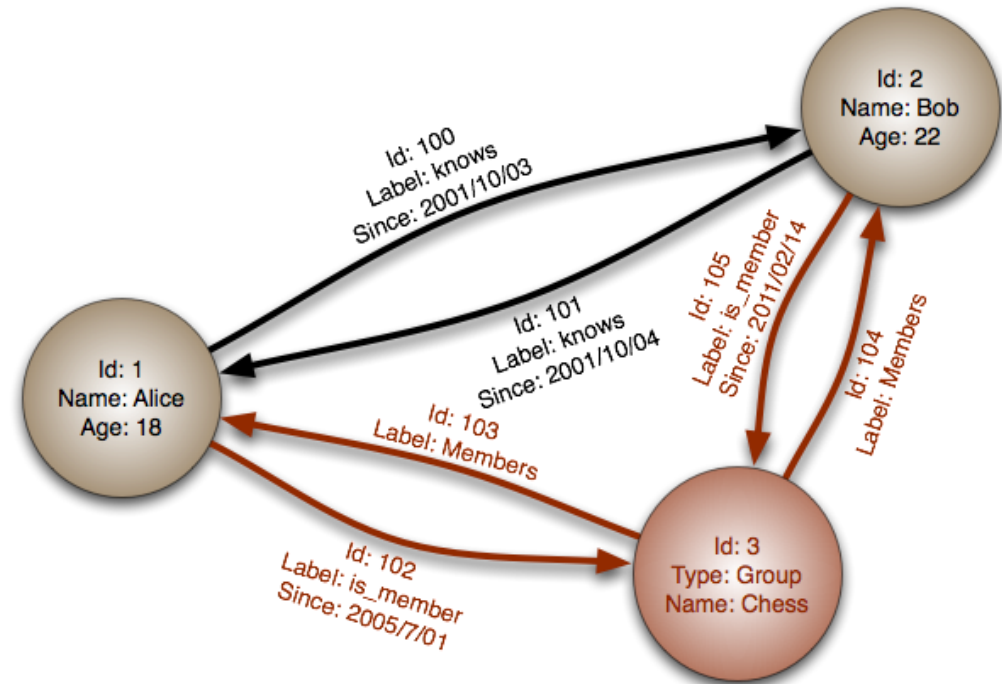 Id: 2
Name: Bob
Age: 22
Id: 100
Label: knows
Since: 2001/10/03
Id: 101
Label: knows
Since: 2001/10/04
Id: 105
Label: is_member
Since: 2011/02/14
Id: 104
Label: Members
Id: 1
Name: Alice
Age: 18
Id: 103
Label: Members
Id: 102
Label: is_member
Since: 2005/7/01
Id: 3
Type: Group
Name: Chess